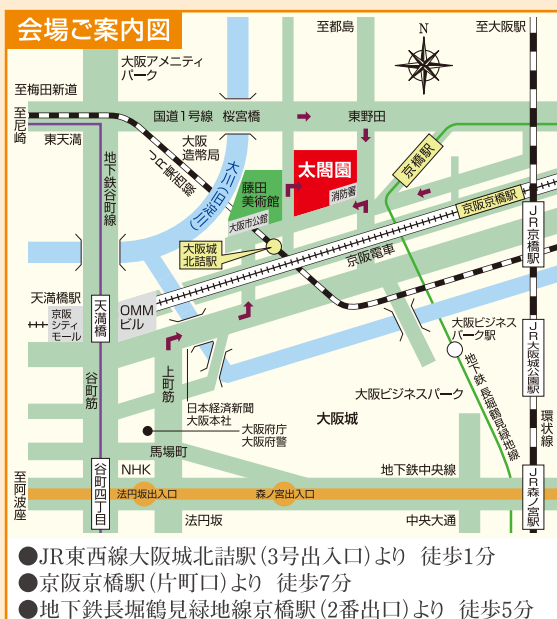 会場ご案内図
至都島
N
至大阪駅
大阪アメニティ
パーク
至梅田新道
至尼崎
国道1号線
桜宮橋
東野田
東天満
大阪
造幣局
JR東西線
地下鉄谷町線
大川(旧淀川)
藤田
美術館
太閤園
消防署
京橋駅
大阪市公館
京阪京橋駅
JR京橋駅
大阪城
北詰駅
京阪電車
天満橋駅
京阪
シティ
モール
天満橋
OMM
ビル
大阪ビジネス
パーク駅
JR大阪城公園駅
谷町筋
上町筋
地下鉄 長堀鶴見緑地線
大阪ビジネスパーク
日本経済新聞
大阪本社
大阪城
環状線
大阪府庁
大阪府警
馬場町
谷町四丁目
NHK
地下鉄中央線
JR森ノ宮駅
至阿波座
法円坂出入口
森ノ宮出入口
法円坂
中央大通
●JR東西線大阪城北詰駅(3号出入口)より 徒歩1分
●京阪京橋駅(片町口)より 徒歩7分
●地下鉄長堀鶴見緑地線京橋駅(2番出口)より 徒歩5分